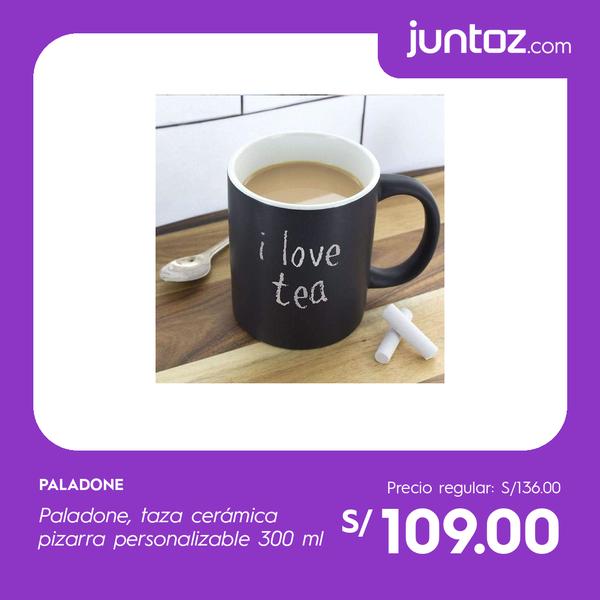 juntoz.com
i love
tea
PALADONE
Paladone, taza cerámica
pizarra personalizable 300 ml
Precio regular: S/136.00
S/109.00